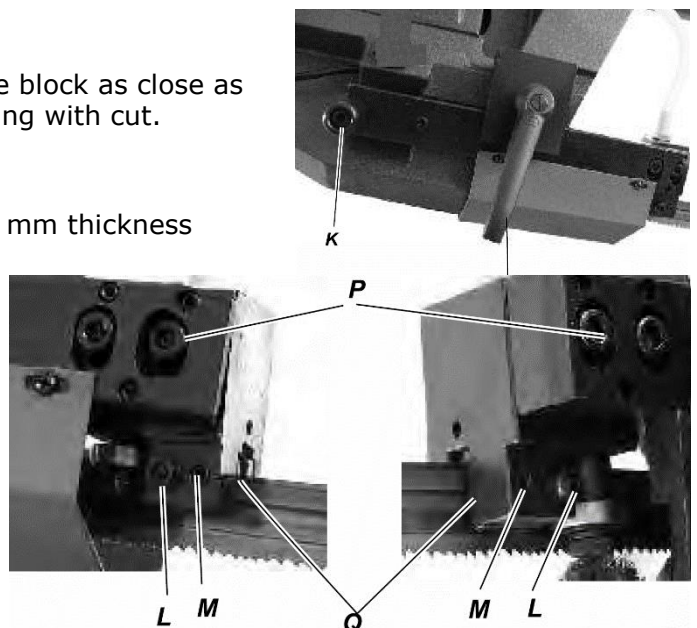 e block as close as
ng with cut.
mm thickness
K
P
L M Q M L